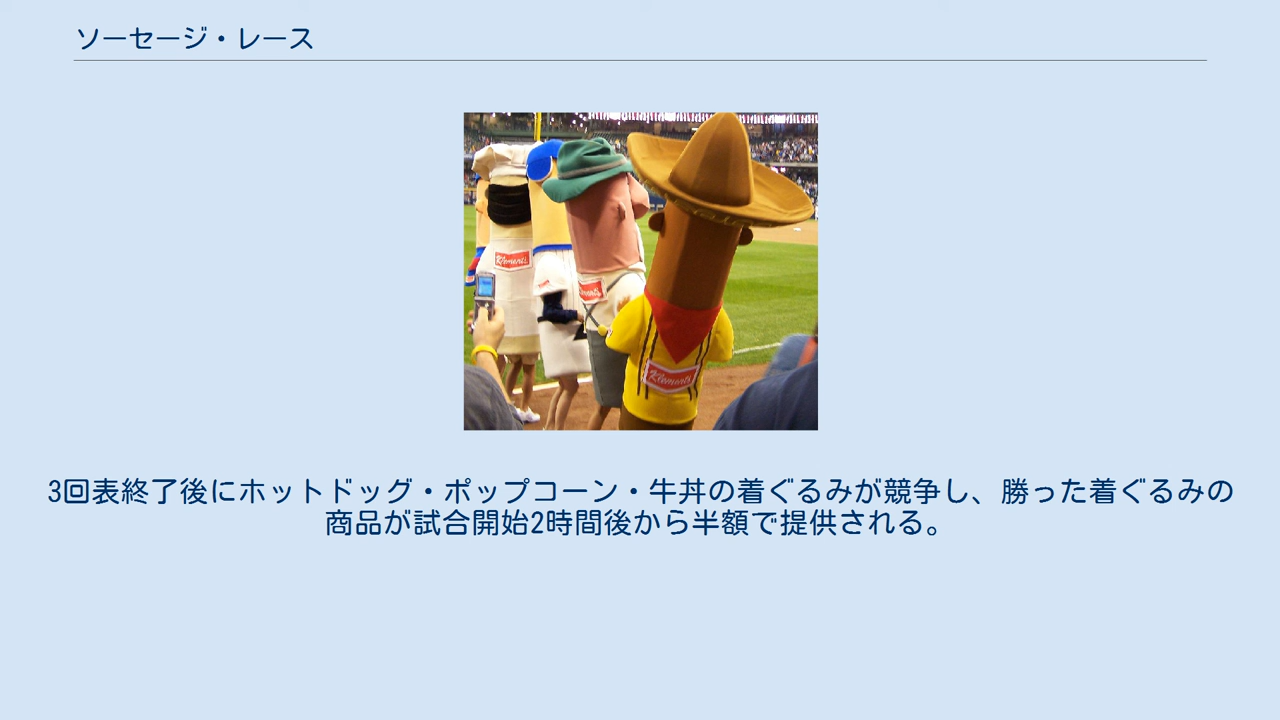 ソーセージ・レース
Klement's
Klement's
Klement's
3回表終了後にホットドッグ・ポップコーン・牛丼の着ぐるみが競争し、勝った着ぐるみの
商品が試合開始2時間後から半額で提供される。